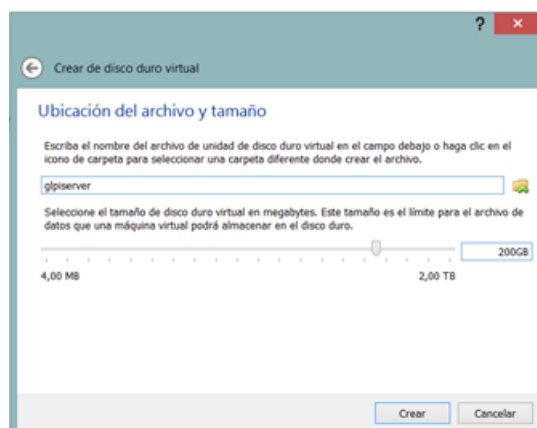 ?
Crear de disco duro virtual
Ubicación del archivo y tamaño
Escriba el nombre del archivo de unidad de disco duro virtual en el campo debajo o haga clic en el
icono de carpeta para seleccionar una carpeta diferente donde crear el archivo.
glpiserver
Seleccione el tamaño de disco duro virtual en megabytes. Este tamaño es el límite para el archivo de
datos que una máquina virtual podrá almacenar en el disco duro.
200GB
4,00 MB 2,00 TB
Crear Cancelar